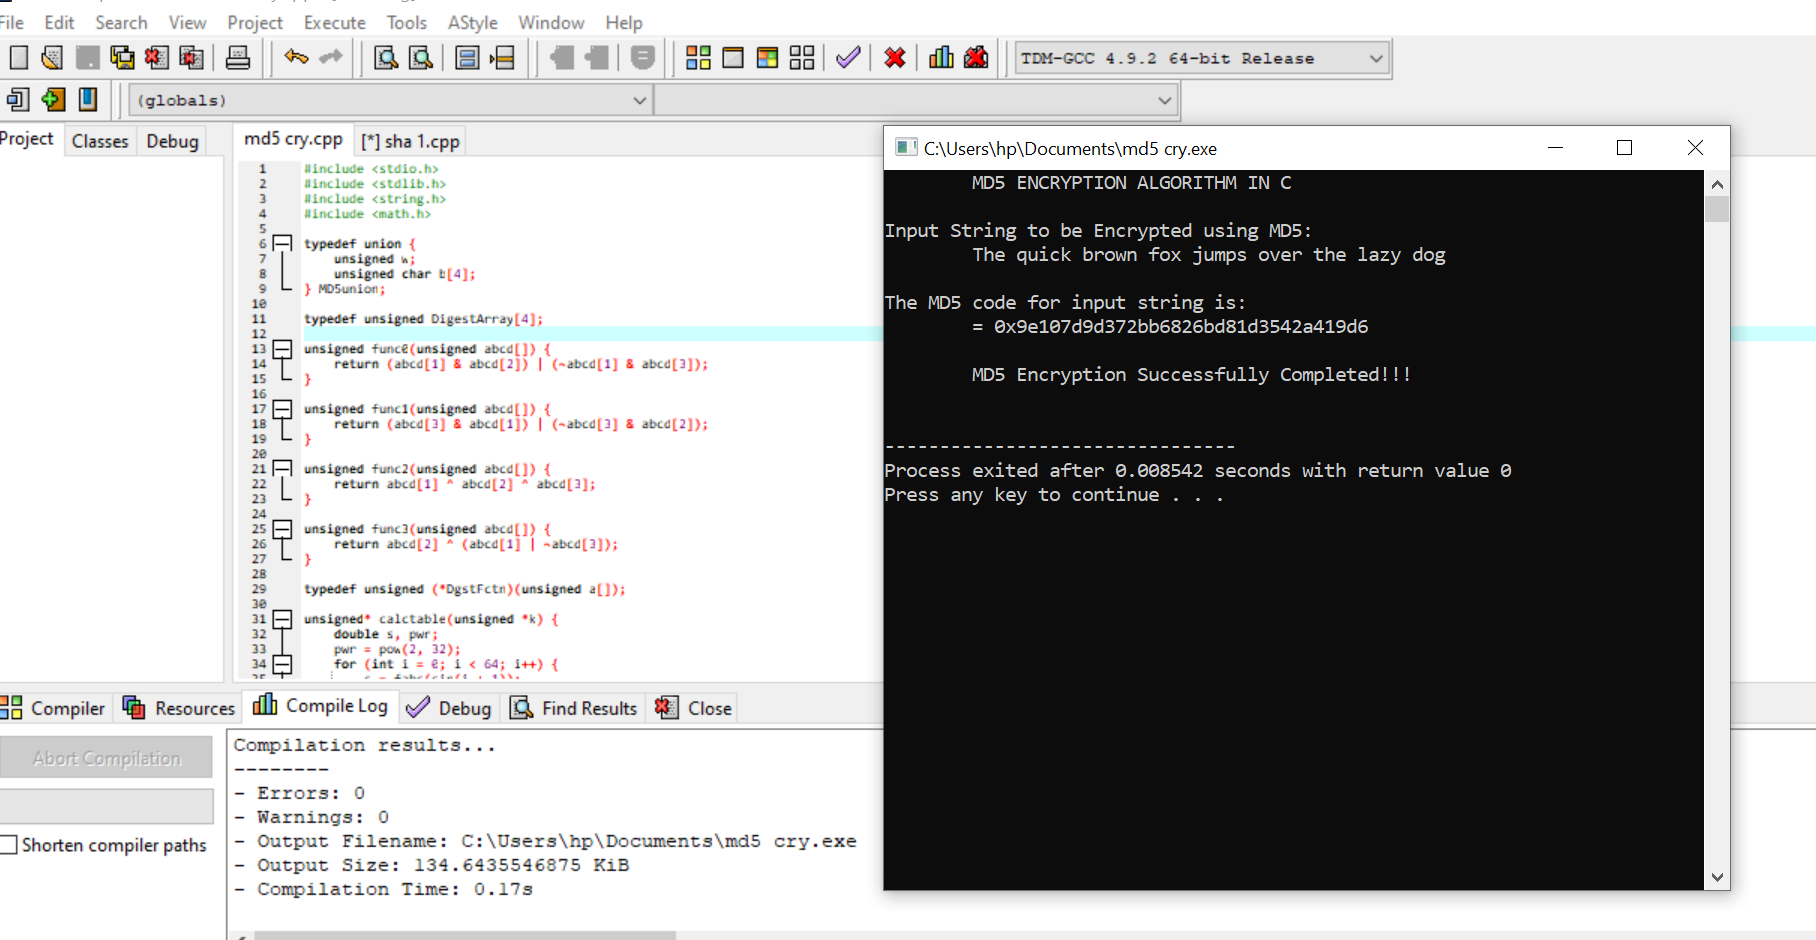 File Edit Search View Project Execute Tools AStyle Window Help
TDM-GCC 4.9.2 64-bit Release
(globals)
Project Classes Debug
md5 cry.cpp [*] sha 1.cpp
1 #include <stdio.h>
2 #include <stdlib.h>
3 #include <string.h>
4 #include <math.h>
5
6 typedef union {
7 unsigned w;
8 unsigned char b[4];
9 } MD5union;
10
11 typedef unsigned DigestArray[4];
12
13 unsigned func0(unsigned abcd[]) {
14 return (abcd[1] & abcd[2]) | (~abcd[1] & abcd[3]);
15 }
16
17 unsigned func1(unsigned abcd[]) {
18 return (abcd[3] & abcd[1]) | (~abcd[3] & abcd[2]);
19 }
20
21 unsigned func2(unsigned abcd[]) {
22 return abcd[1] ^ abcd[2] ^ abcd[3];
23 }
24
25 unsigned func3(unsigned abcd[]) {
26 return abcd[2] ^ (abcd[1] | ~abcd[3]);
27 }
28
29 typedef unsigned (*DgstFctn)(unsigned a[]);
30
31 unsigned* calctable(unsigned *k) {
32 double s, pwr;
33 pwr = pow(2, 32);
34 for (int i = 0; i < 64; i++) {
35 s = fabs(sin(i + 1));
C:\Users\hp\Documents\md5 cry.exe
MD5 ENCRYPTION ALGORITHM IN C
Input String to be Encrypted using MD5:
The quick brown fox jumps over the lazy dog
The MD5 code for input string is:
= 0x9e107d9d372bb6826bd81d3542a419d6
MD5 Encryption Successfully Completed!!!
--------------------------------
Process exited after 0.008542 seconds with return value 0
Press any key to continue . . .
Compiler Resources Compile Log Debug Find Results Close
Abort Compilation
Shorten compiler paths
Compilation results...
--------
- Errors: 0
- Warnings: 0
- Output Filename: C:\Users\hp\Documents\md5 cry.exe
- Output Size: 134.6435546875 KiB
- Compilation Time: 0.17s